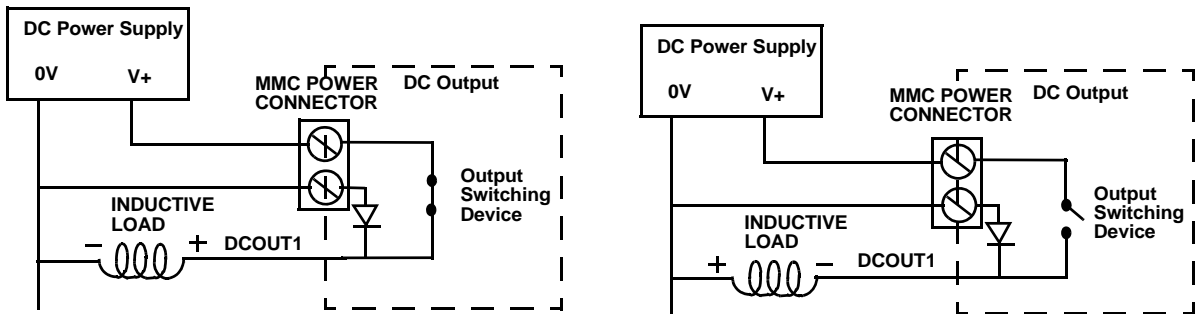 DC Power Supply
0V V+
MMC POWER
CONNECTOR
DC Output
Output
Switching
Device
INDUCTIVE
LOAD
– + DCOUT1
DC Power Supply
0V V+
MMC POWER
CONNECTOR
DC Output
Output
Switching
Device
INDUCTIVE
LOAD
+ – DCOUT1